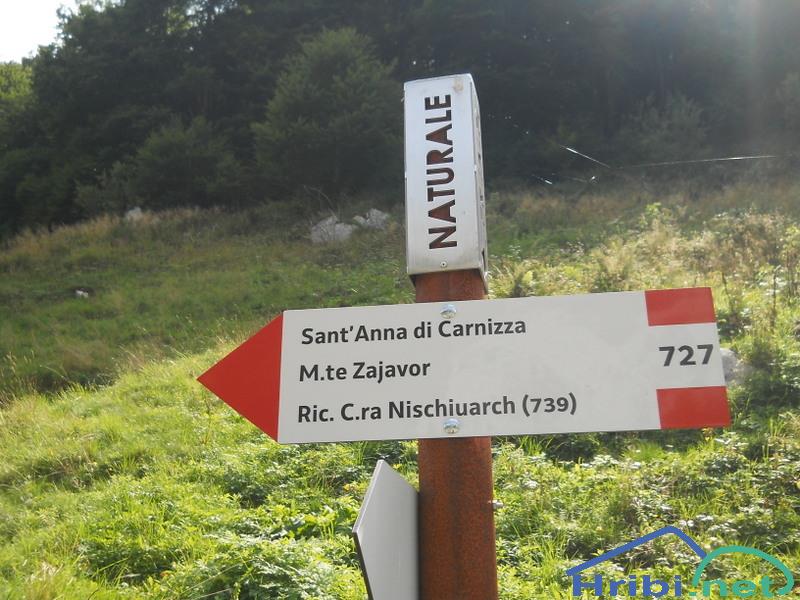 NATURALE
Sant'Anna di Carnizza
M.te Zajavor
Ric. C.ra Nischiuarch (739)
727
Hribi.net